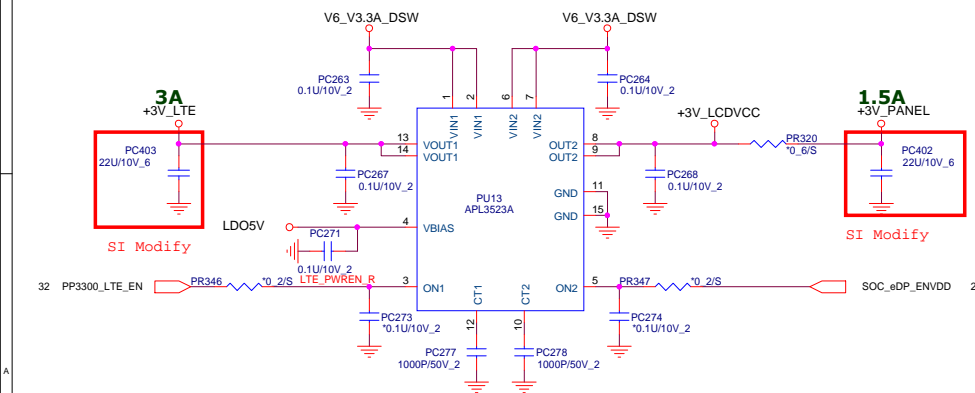 V6_V3.3A_DSW
V6_V3.3A_DSW
PC263
0.1U/10V_2
PC264
0.1U/10V_2
3A
+3V_LTE
+3V_LCDVCC
1.5A
+3V_PANEL
1
2
6
7
VIN1
VIN1
VIN2
VIN2
PC403
22U/10V_6
13
14
VOUT1
VOUT1
OUT2
OUT2
8
9
PR320
*0_6/S
PC402
22U/10V_6
PC267
0.1U/10V_2
PC268
0.1U/10V_2
PU13
APL3523A
GND
GND
11
15
SI Modify
SI Modify
LDO5V
4
VBIAS
PC271
0.1U/10V_2
LTE_PWREN_R
32
PP3300_LTE_EN
PR346
*0_2/S
3
ON1
ON2
5
PR347
*0_2/S
SOC_eDP_ENVDD
2
CT1
CT2
PC273
*0.1U/10V_2
PC274
*0.1U/10V_2
12
10
PC277
1000P/50V_2
PC278
1000P/50V_2
A